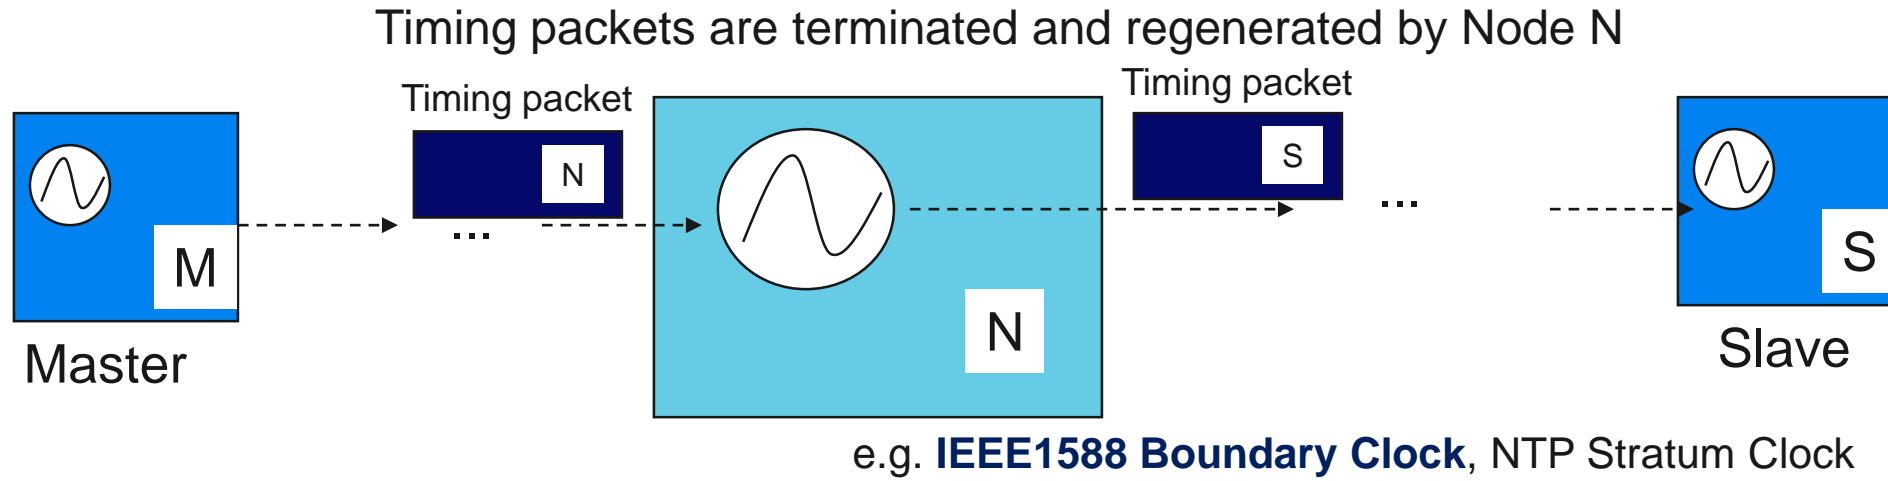 Timing packets are terminated and regenerated by Node N
Timing packet
Timing packet
N
S
...
...
M
N
S
Master
Slave
e.g. IEEE1588 Boundary Clock, NTP Stratum Clock